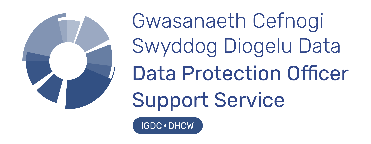 Gwasanaeth Cefnogi
Swyddog Diogelu Data
Data Protection Officer
Support Service
IGDC • DHCW